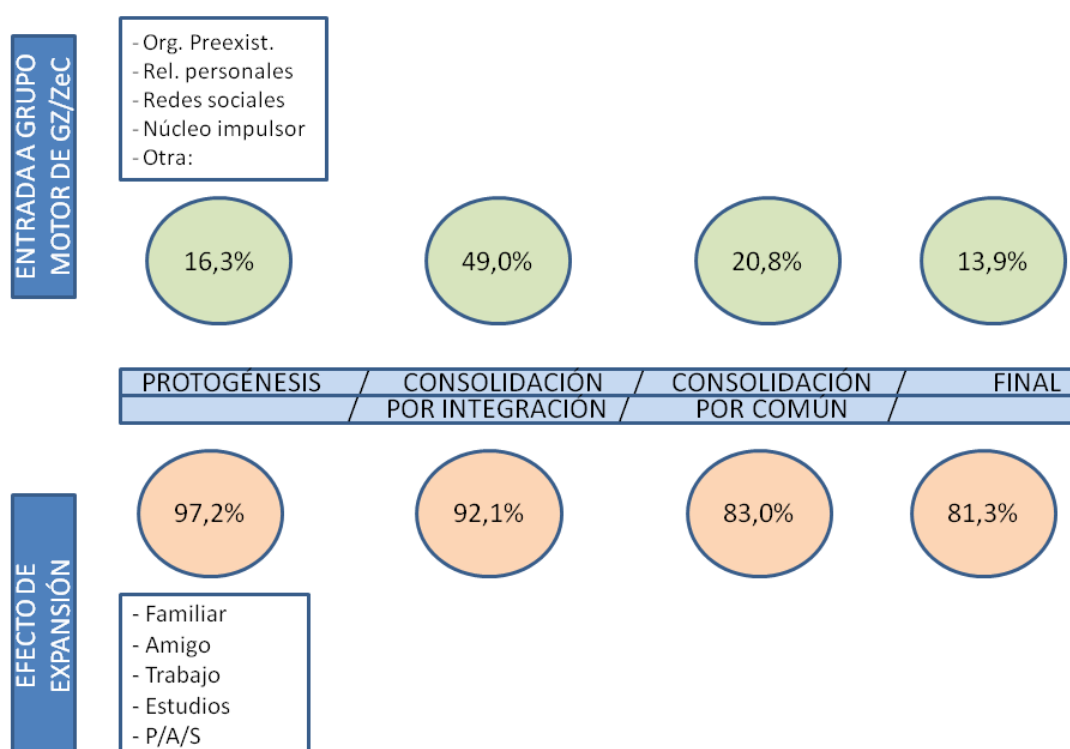 ENTRADA A GRUPO
MOTOR DE GZ/ZeC
- Org. Preexist.
- Rel. personales
- Redes sociales
- Núcleo impulsor
- Otra:
16,3%
49,0%
20,8%
13,9%
PROTOGÉNESIS / CONSOLIDACIÓN / CONSOLIDACIÓN / FINAL
/ POR INTEGRACIÓN / POR COMÚN /
97,2%
92,1%
83,0%
81,3%
EFECTO DE
EXPANSIÓN
- Familiar
- Amigo
- Trabajo
- Estudios
- P/A/S